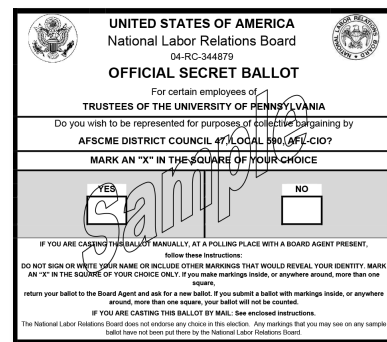 UNITED STATES OF AMERICA
National Labor Relations Board
04-RC-344879
OFFICIAL SECRET BALLOT
For certain employees of
TRUSTEES OF THE UNIVERSITY OF PENNSYLVANIA
Do you wish to be represented for purposes of collective bargaining by
AFSCME DISTRICT COUNCIL 47, LOCAL 590, AFL-CIO?
MARK AN "X" IN THE SQUARE OF YOUR CHOICE
YES
NO
Sample
IF YOU ARE CASTING THIS BALLOT MANUALLY, AT A POLLING PLACE WITH A BOARD AGENT PRESENT,
follow these Instructions:
DO NOT SIGN OR WRITE YOUR NAME OR INCLUDE OTHER MARKINGS THAT WOULD REVEAL YOUR IDENTITY. MARK
AN "X" IN THE SQUARE OF YOUR CHOICE ONLY. If you make markings inside, or anywhere around, more than one
square,
return your ballot to the Board Agent and ask for a new ballot. If you submit a ballot with markings inside, or anywhere
around, more than one square, your ballot will not be counted.
IF YOU ARE CASTING THIS BALLOT BY MAIL: See enclosed instructions.
The National Labor Relations Board does not endorse any choice in this election. Any markings that you may see on any sample
ballot have not been put there by the National Labor Relations Board.